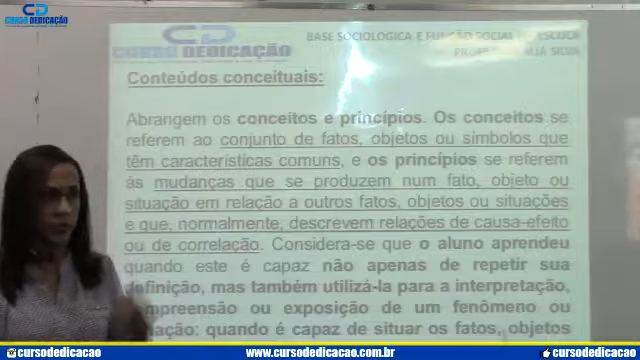 CD
CURSO DEDICAÇÃO
CD
CURSO DEDICAÇÃO
BASE SOCIOLOGICA E FUNÇÃO SOCIAL ESCOLA
SILVA
Conteúdos conceituais:
Abrangem os conceitos e princípios. Os conceitos se
referem ao conjunto de fatos, objetos ou símbolos que
têm características comuns, e os princípios se referem
às mudanças que se produzem num fato, objeto ou
situação em relação a outros fatos, objetos ou situações
e que, normalmente, descrevem relações de causa-efeito
ou de correlação. Considera-se que o aluno aprendeu
quando este é capaz não apenas de repetir sua
definição, mas também utilizá-la para a interpretação,
compreensão ou exposição de um fenômeno ou
quando é capaz de situar os fatos, objetos
@cursodedicacao
www.cursodedicacao.com.br
@cursodedicacao